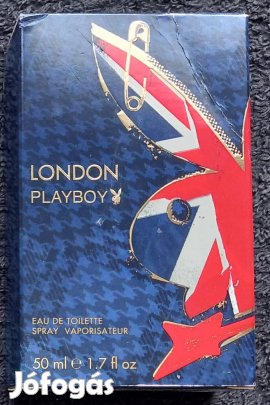 LONDON
PLAYBOY
EAU DE TOILETTE
SPRAY VAPORISATEUR
50 ml e 1.7 fl oz
Jófogás